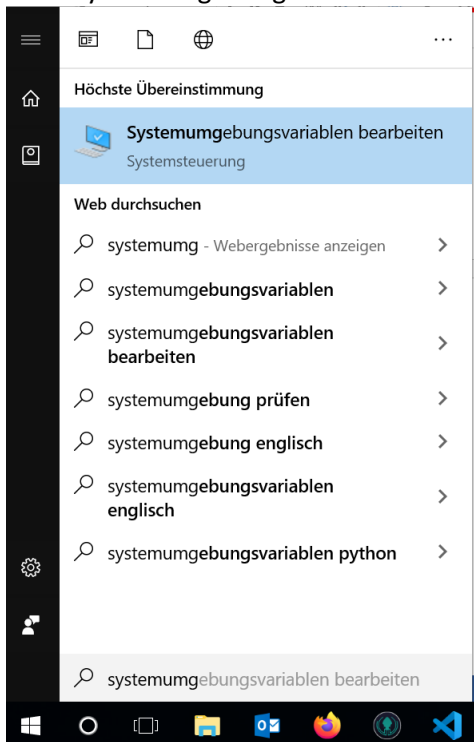 Höchste Übereinstimmung
Systemumgebungsvariablen bearbeiten
Systemsteuerung
Web durchsuchen
systemumg - Webergebnisse anzeigen
systemumgebungsvariablen
systemumgebungsvariablen
bearbeiten
systemumgebung prüfen
systemumgebung englisch
systemumgebungsvariablen
englisch
systemumgebungsvariablen python
systemumgebungsvariablen bearbeiten